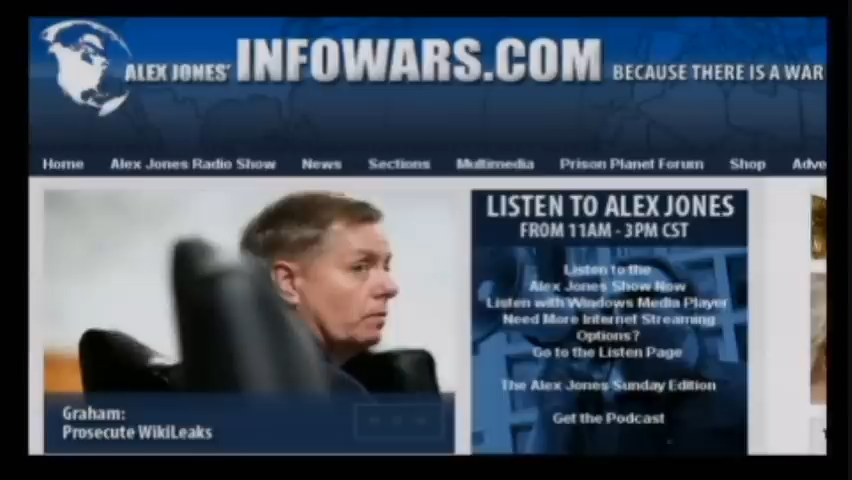 ALEX JONES' INFOWARS.COM BECAUSE THERE IS A WAR
Home Alex Jones Radio Show News Sections Multimedia Prison Planet Forum Shop Adve
LISTEN TO ALEX JONES
FROM 11AM - 3PM CST
Listen to the
Alex Jones Show Now
Listen with Windows Media Player
Need More Internet Streaming
Options?
Go to the Listen Page
The Alex Jones Sunday Edition
Get the Podcast
Graham:
Prosecute WikiLeaks